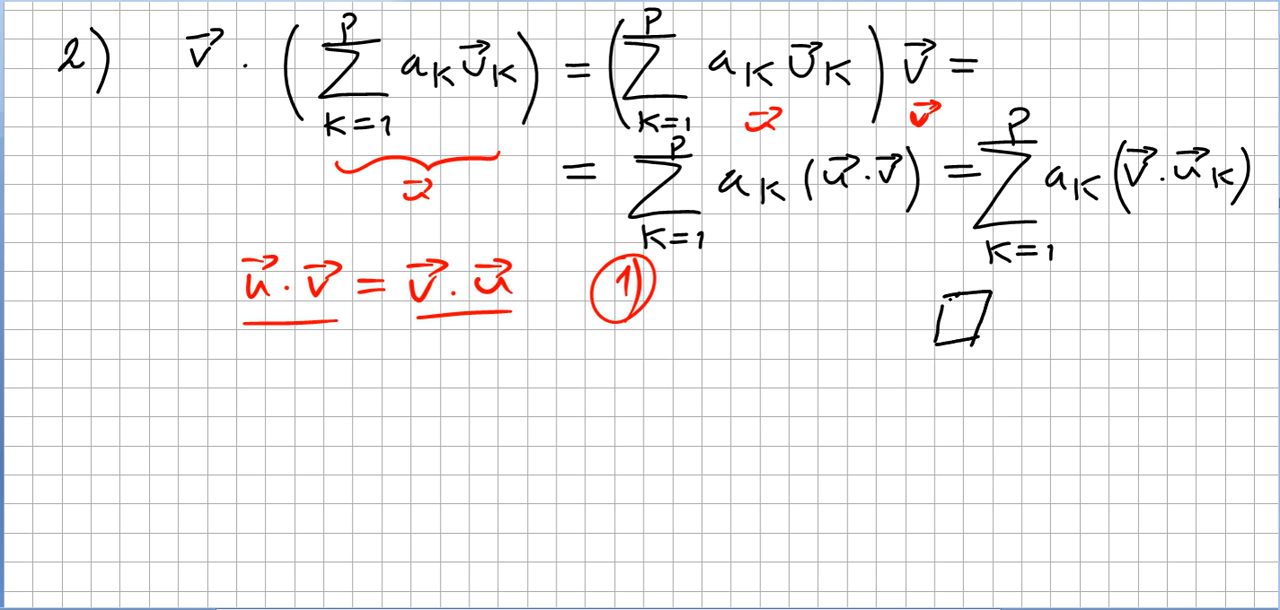 2) v⃗ · (∑_{K=1}^{P} a_K u⃗_K) = (∑_{K=1}^{P} a_K u⃗_K) v⃗ =
u⃗ v⃗
u⃗
= ∑_{K=1}^{P} a_K (u⃗ · v⃗) = ∑_{K=1}^{P} a_K (v⃗ · u⃗_K)
u⃗ · v⃗ = v⃗ · u⃗ 1)